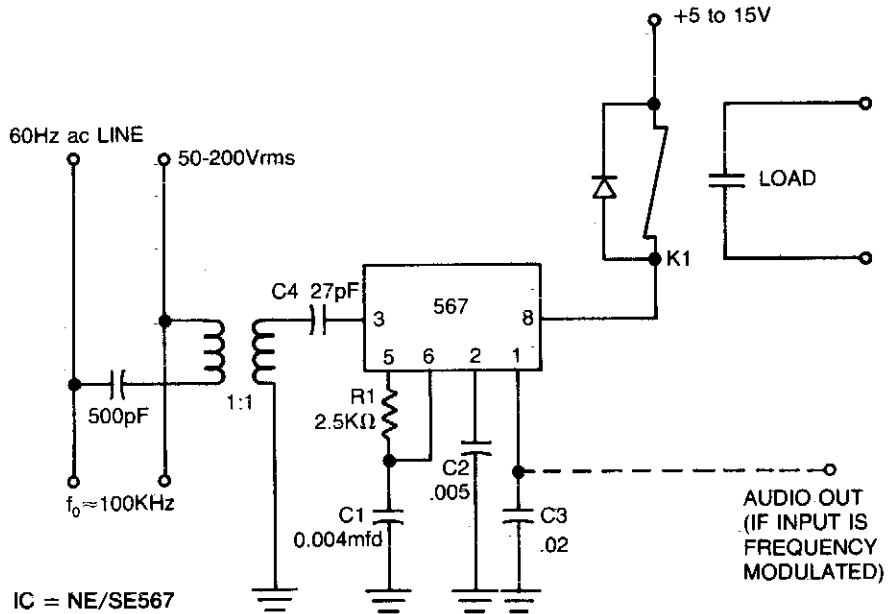 +5 to 15V
60Hz ac LINE
50-200Vrms
LOAD
K1
C4 27pF
567
3
8
5
6
2
1
500pF
1:1
R1
2.5KΩ
f₀≈100KHz
C2
.005
C1
0.004mfd
C3
.02
AUDIO OUT
(IF INPUT IS
FREQUENCY
MODULATED)
IC = NE/SE567